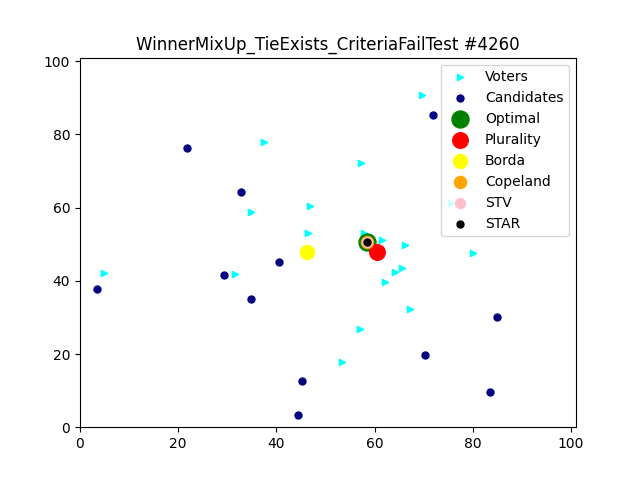 WinnerMixUp_TieExists_CriteriaFailTest #4260
100
80
60
40
20
0
0
20
40
60
80
100
Voters
Candidates
Optimal
Plurality
Borda
Copeland
STV
STAR